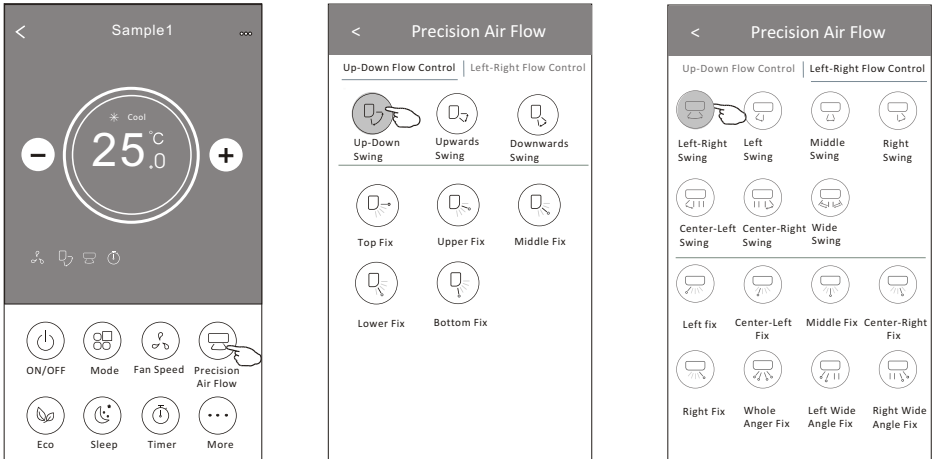 <
Sample1
...
Cool
25.0 °C
−
+
ON/OFF
Mode
Fan Speed
Precision
Air Flow
Eco
Sleep
Timer
More
< Precision Air Flow
Up-Down Flow Control | Left-Right Flow Control
Up-Down
Swing
Upwards
Swing
Downwards
Swing
Top Fix
Upper Fix
Middle Fix
Lower Fix
Bottom Fix
< Precision Air Flow
Up-Down Flow Control | Left-Right Flow Control
Left-Right
Swing
Left
Swing
Middle
Swing
Right
Swing
Center-Left
Swing
Center-Right
Swing
Wide
Swing
Left fix
Center-Left
Fix
Middle Fix
Center-Right
Fix
Right Fix
Whole
Anger Fix
Left Wide
Angle Fix
Right Wide
Angle Fix